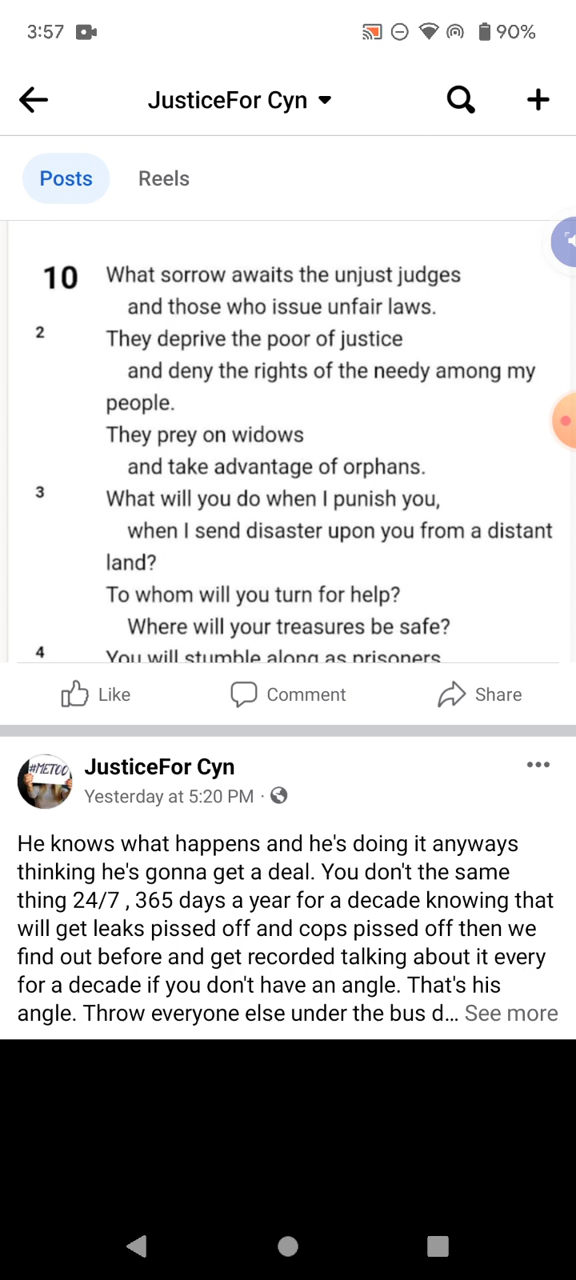 3:57
90%
JusticeFor Cyn
Posts Reels
10 What sorrow awaits the unjust judges
and those who issue unfair laws.
2 They deprive the poor of justice
and deny the rights of the needy among my
people.
They prey on widows
and take advantage of orphans.
3 What will you do when I punish you,
when I send disaster upon you from a distant
land?
To whom will you turn for help?
Where will your treasures be safe?
4 You will stumble along as prisoners
Like Comment Share
#METOO
JusticeFor Cyn
Yesterday at 5:20 PM ·
He knows what happens and he's doing it anyways
thinking he's gonna get a deal. You don't the same
thing 24/7 , 365 days a year for a decade knowing that
will get leaks pissed off and cops pissed off then we
find out before and get recorded talking about it every
for a decade if you don't have an angle. That's his
angle. Throw everyone else under the bus d... See more